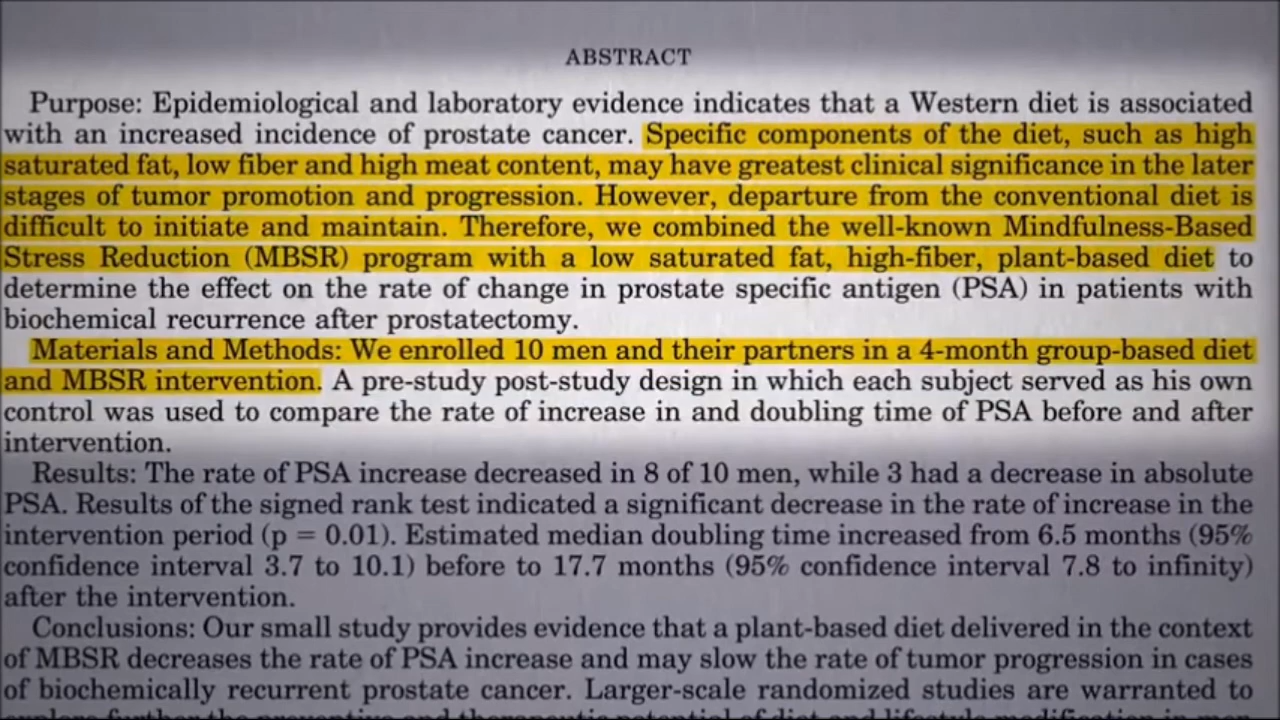 ABSTRACT
Purpose: Epidemiological and laboratory evidence indicates that a Western diet is associated
with an increased incidence of prostate cancer. Specific components of the diet, such as high
saturated fat, low fiber and high meat content, may have greatest clinical significance in the later
stages of tumor promotion and progression. However, departure from the conventional diet is
difficult to initiate and maintain. Therefore, we combined the well-known Mindfulness-Based
Stress Reduction (MBSR) program with a low saturated fat, high-fiber, plant-based diet to
determine the effect on the rate of change in prostate specific antigen (PSA) in patients with
biochemical recurrence after prostatectomy.
Materials and Methods: We enrolled 10 men and their partners in a 4-month group-based diet
and MBSR intervention. A pre-study post-study design in which each subject served as his own
control was used to compare the rate of increase in and doubling time of PSA before and after
intervention.
Results: The rate of PSA increase decreased in 8 of 10 men, while 3 had a decrease in absolute
PSA. Results of the signed rank test indicated a significant decrease in the rate of increase in the
intervention period (p = 0.01). Estimated median doubling time increased from 6.5 months (95%
confidence interval 3.7 to 10.1) before to 17.7 months (95% confidence interval 7.8 to infinity)
after the intervention.
Conclusions: Our small study provides evidence that a plant-based diet delivered in the context
of MBSR decreases the rate of PSA increase and may slow the rate of tumor progression in cases
of biochemically recurrent prostate cancer. Larger-scale randomized studies are warranted to